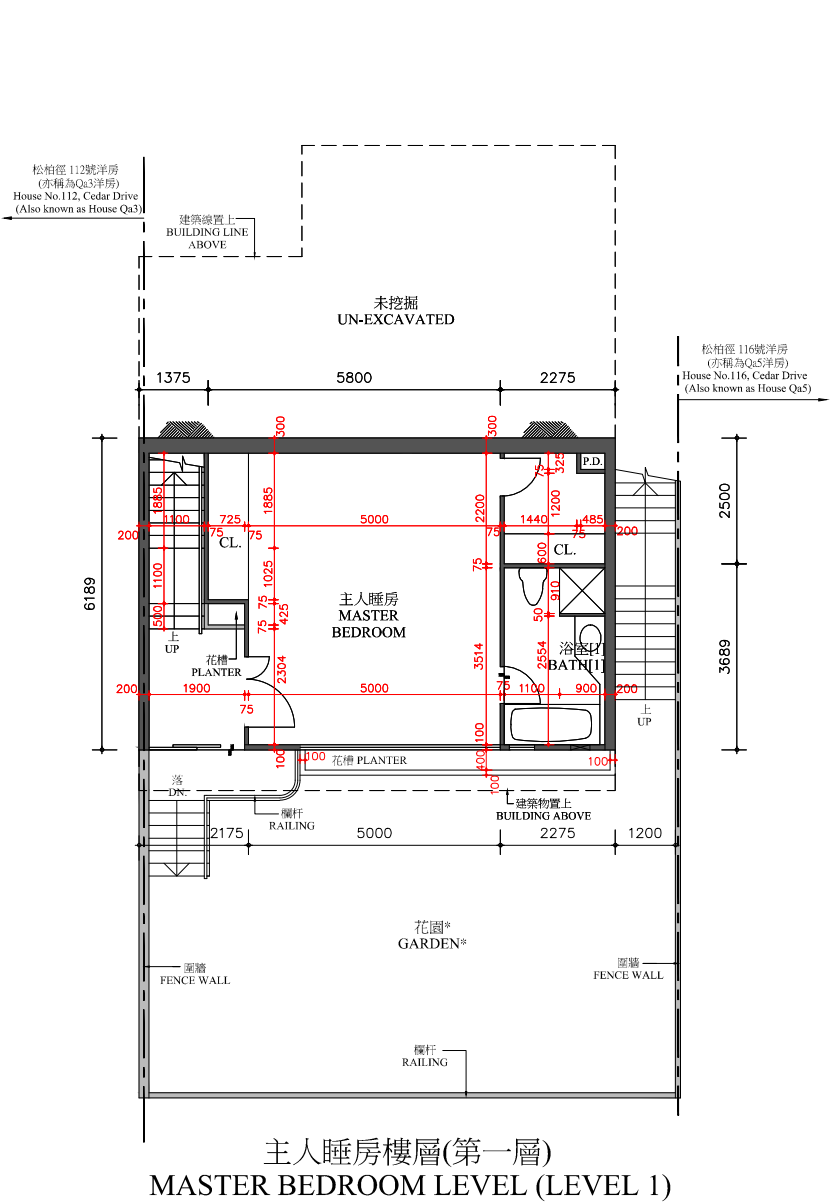 松柏徑 112號洋房
(亦稱為Qa3洋房)
House No.112, Cedar Drive
(Also known as House Qa3)
建築線置上
BUILDING LINE
ABOVE
未挖掘
UN-EXCAVATED
松柏徑 116號洋房
(亦稱為Qa5洋房)
House No.116, Cedar Drive
(Also known as House Qa5)
1375
5800
2275
300
300
P.D.
325
75
1885
1885
2200
1200
2500
1100
725
5000
1440
485
200
75
75
75
75
200
CL.
CL.
600
75
1025
1100
910
6189
75
425
75
500
50
主人睡房
MASTER
BEDROOM
上
UP
花槽
PLANTER
浴室[1]
BATH[1]
2304
3514
2554
3689
200
1900
5000
75
1100
900
200
75
上
UP
100
100
100
花槽 PLANTER
400
100
100
落
DN.
欄杆
RAILING
建築物置上
BUILDING ABOVE
2175
5000
2275
1200
花園*
GARDEN*
圍牆
FENCE WALL
圍牆
FENCE WALL
欄杆
RAILING
主人睡房樓層(第一層)
MASTER BEDROOM LEVEL (LEVEL 1)